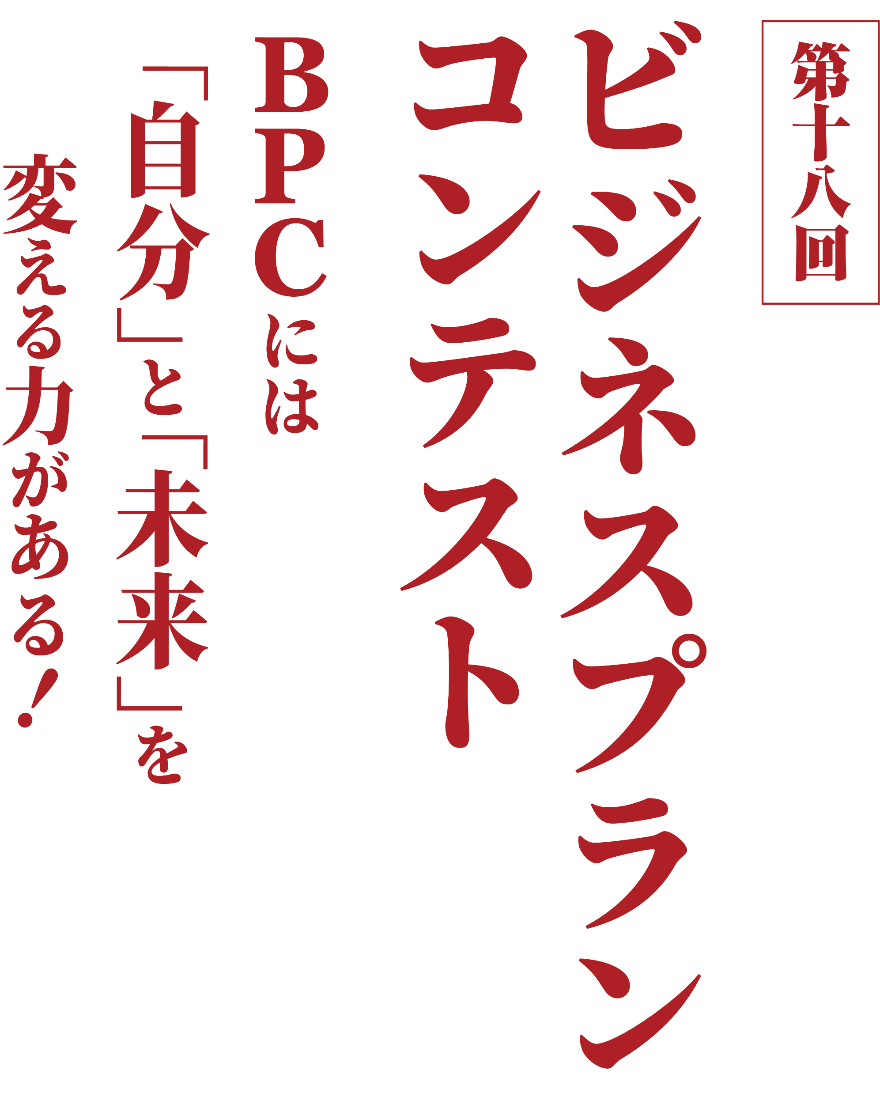 第十八回
ビジネスプラン
コンテスト
BPCには
「自分」と「未来」を
変える力がある！